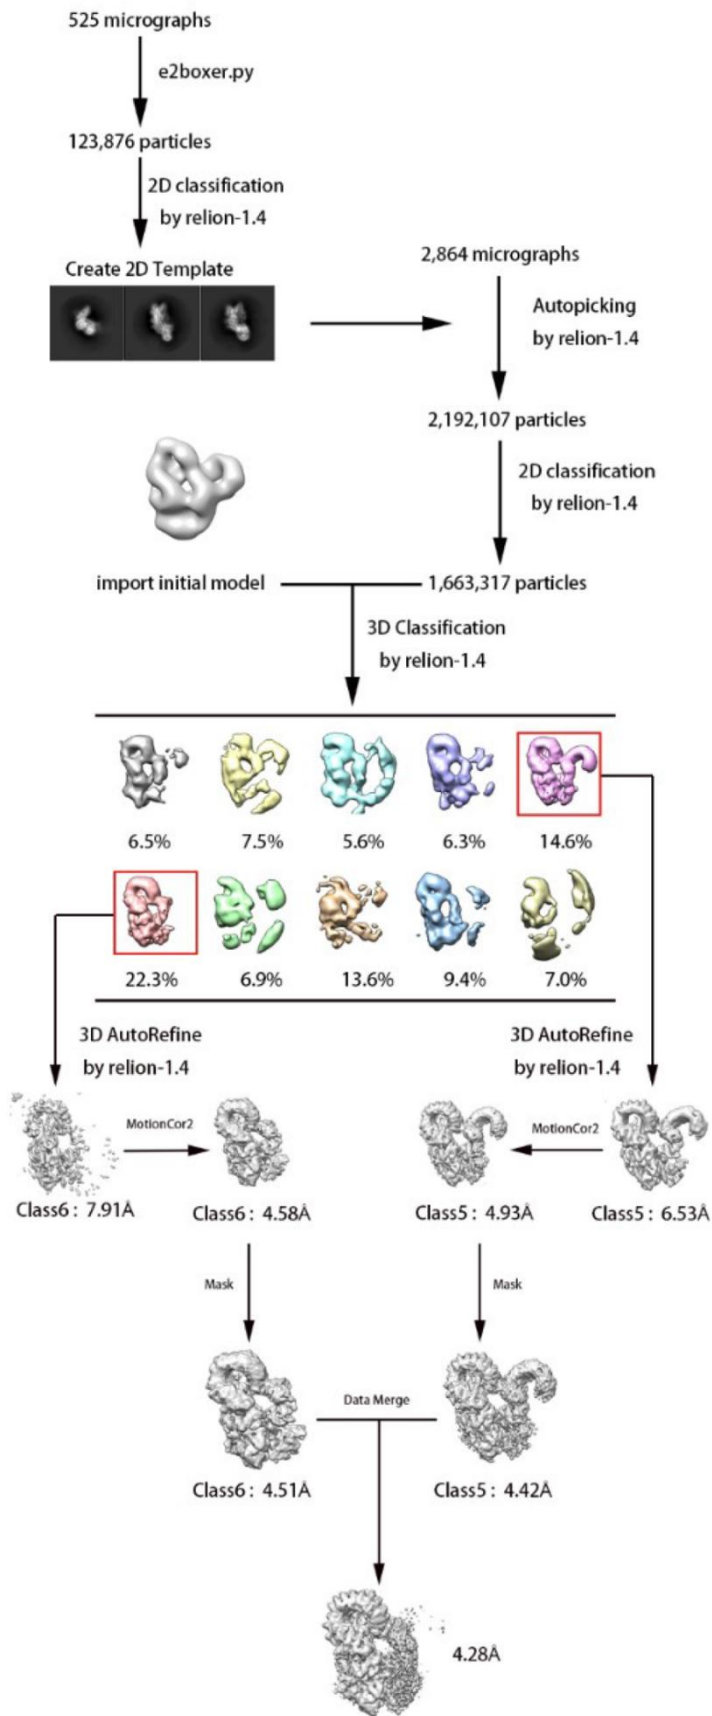 525 micrographs
e2boxer.py
123,876 particles
2D classification
by relion-1.4
Create 2D Template
2,864 micrographs
Autopicking
by relion-1.4
2,192,107 particles
2D classification
by relion-1.4
import initial model
1,663,317 particles
3D Classification
by relion-1.4
6.5% 7.5% 5.6% 6.3% 14.6%
22.3% 6.9% 13.6% 9.4% 7.0%
3D AutoRefine
by relion-1.4
3D AutoRefine
by relion-1.4
MotionCor2
MotionCor2
Class6 : 7.91Å
Class6 : 4.58Å
Class5 : 4.93Å
Class5 : 6.53Å
Mask
Mask
Data Merge
Class6 : 4.51Å
Class5 : 4.42Å
4.28Å